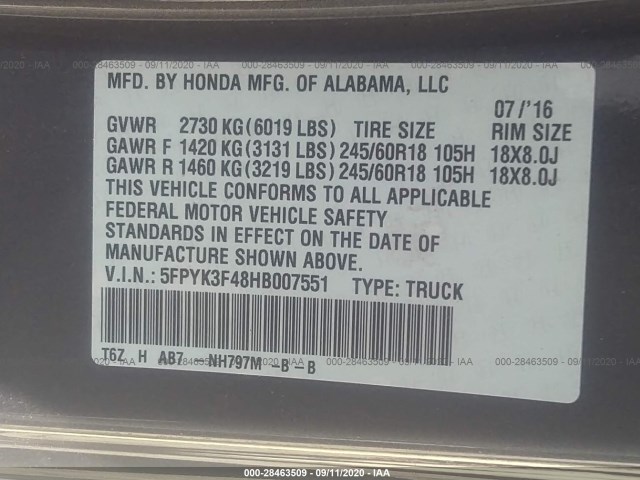 000-28463509 - 09/11/2020 - IAA 000-28463509 - 09/11/2020 - IAA 000-28463509 - 09/11/2020 - IAA
MFD. BY HONDA MFG. OF ALABAMA, LLC
07 /'16
GVWR 2730 KG (6019 LBS) TIRE SIZE RIM SIZE
GAWR F 1420 KG (3131 LBS) 245/60R18 105H 18X8.0J
GAWR R 1460 KG (3219 LBS) 245/60R18 105H 18X8.0J
THIS VEHICLE CONFORMS TO ALL APPLICABLE
FEDERAL MOTOR VEHICLE SAFETY
STANDARDS IN EFFECT ON THE DATE OF
MANUFACTURE SHOWN ABOVE.
V.I.N.: 5FPYK3F48HB007551 TYPE: TRUCK
T6Z H AB7 -NH797M -B-B
000-28463509 - 09/11/2020 - IAA